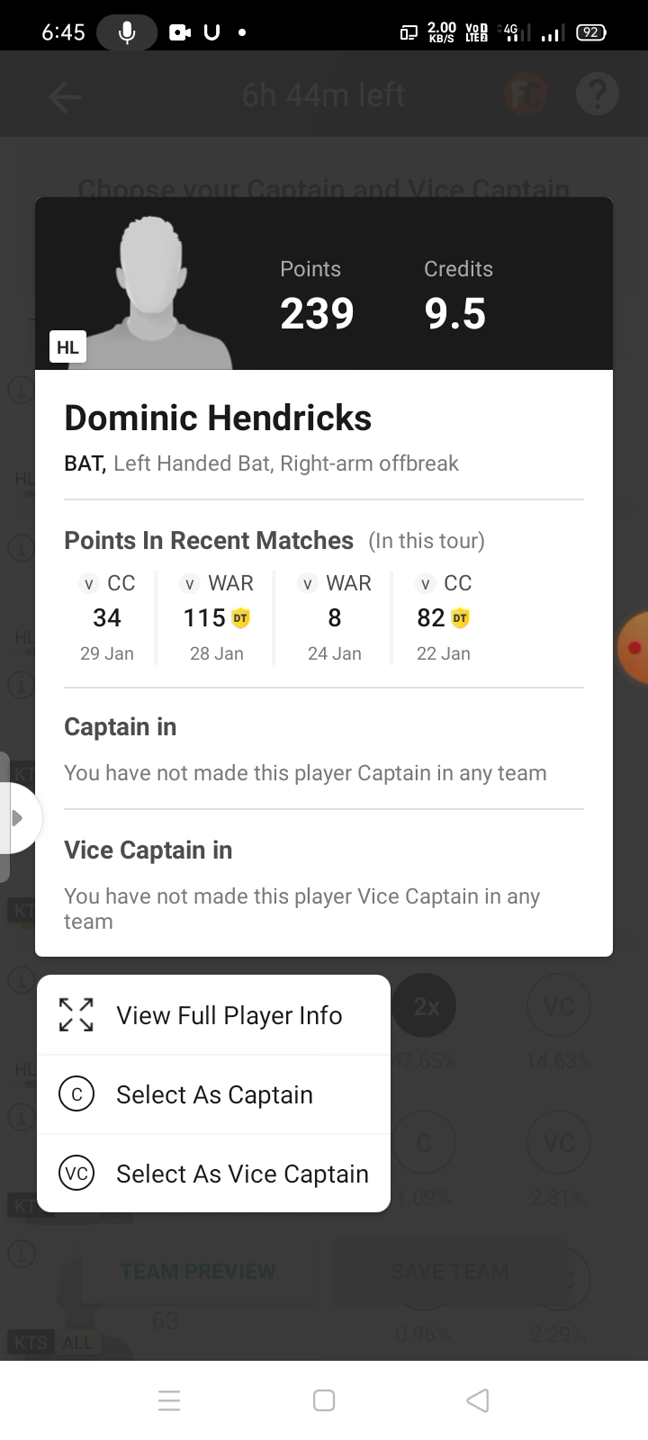 6:45
2.00
KB/S
VoD
LTE2
4G
92
6h 44m left
FC
?
Choose your Captain and Vice Captain
Points
Credits
239
9.5
HL
Dominic Hendricks
BAT, Left Handed Bat, Right-arm offbreak
Points In Recent Matches (In this tour)
v CC
v WAR
v WAR
v CC
34
115 DT
8
82 DT
29 Jan
28 Jan
24 Jan
22 Jan
Captain in
You have not made this player Captain in any team
Vice Captain in
You have not made this player Vice Captain in any
team
View Full Player Info
2x
VC
47.65%
14.63%
HL
C Select As Captain
C
VC
VC Select As Vice Captain
1.09%
2.81%
KTS
TEAM PREVIEW
SAVE TEAM
63
KTS ALL
0.96%
2.29%